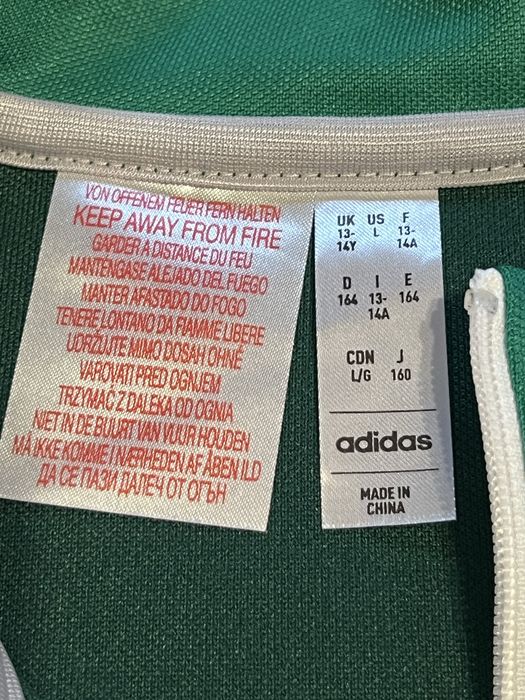 VON OFFENEM FEUER FERN HALTEN
KEEP AWAY FROM FIRE
GARDER A DISTANCE DU FEU
MANTENGASE ALEJADO DEL FUEGO
MANTER AFASTADO DO FOGO
TENERE LONTANO DA FIAMME LIBERE
UDRŽUJTE MIMO DOSAH OHNĚ
VAROVATI PRED OGNJEM
TRZYMAĆ Z DALEKA OD OGNIA
NIET IN DE BUURT VAN VUUR HOUDEN
MÅ IKKE KOMME I NÆRHEDEN AF ÅBEN ILD
ДА СЕ ПАЗИ ДАЛЕЧ ОТ ОГЪН
UK US F
13- L 13-
14Y 14A
D I E
164 13- 164
14A
CDN J
L/G 160
adidas
MADE IN
CHINA